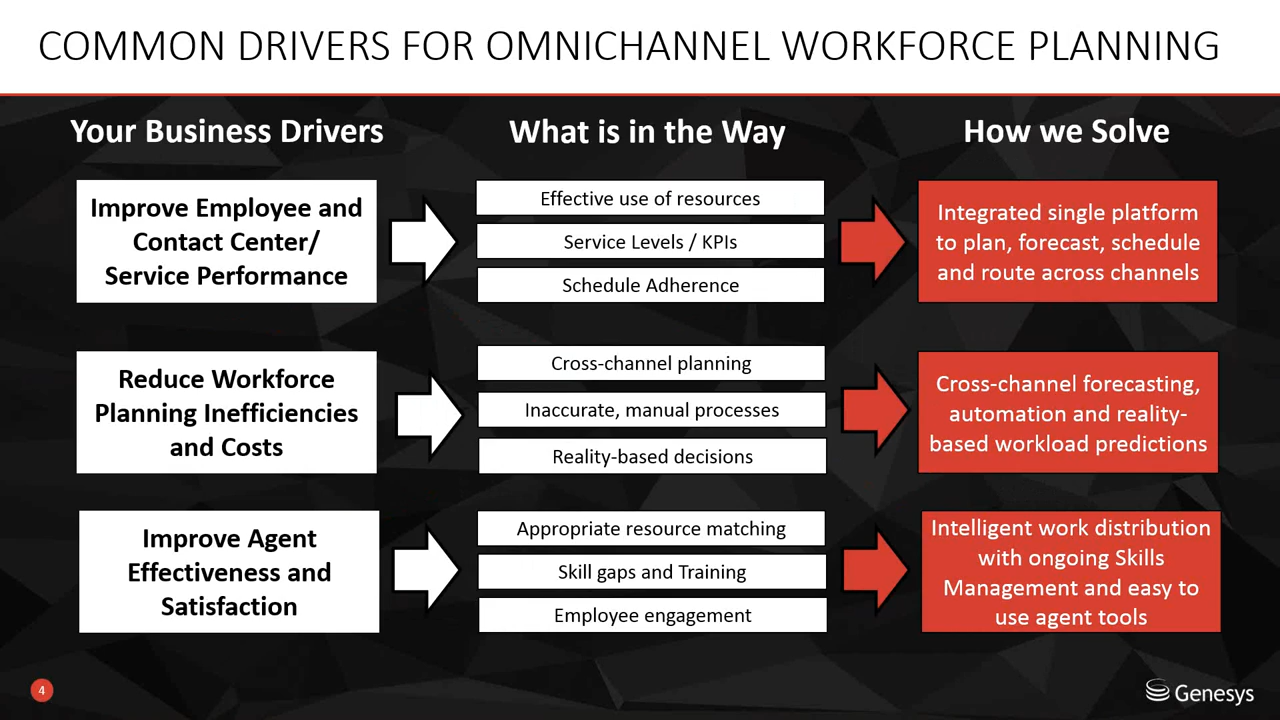 COMMON DRIVERS FOR OMNICHANNEL WORKFORCE PLANNING
Your Business Drivers
What is in the Way
How we Solve
Improve Employee and
Contact Center/
Service Performance
Effective use of resources
Service Levels / KPIs
Schedule Adherence
Integrated single platform
to plan, forecast, schedule
and route across channels
Reduce Workforce
Planning Inefficiencies
and Costs
Cross-channel planning
Inaccurate, manual processes
Reality-based decisions
Cross-channel forecasting,
automation and reality-
based workload predictions
Improve Agent
Effectiveness and
Satisfaction
Appropriate resource matching
Skill gaps and Training
Employee engagement
Intelligent work distribution
with ongoing Skills
Management and easy to
use agent tools
4
Genesys